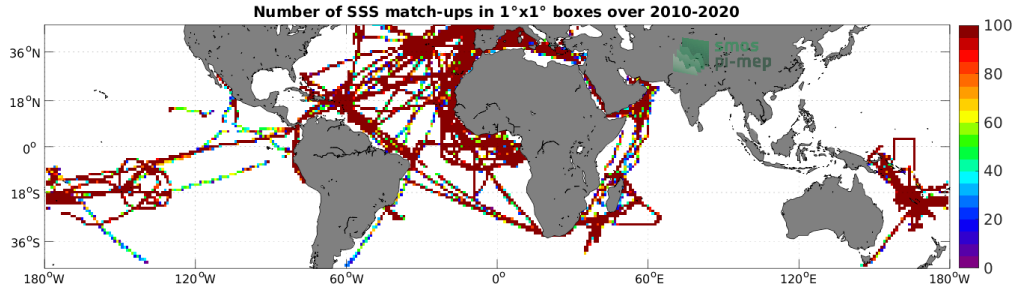 Number of SSS match-ups in 1°x1° boxes over 2010-2020
smos
pi-mep
36°N
18°N
0°
18°S
36°S
180°W
120°W
60°W
0°
60°E
120°E
180°W
100
80
60
40
20
0